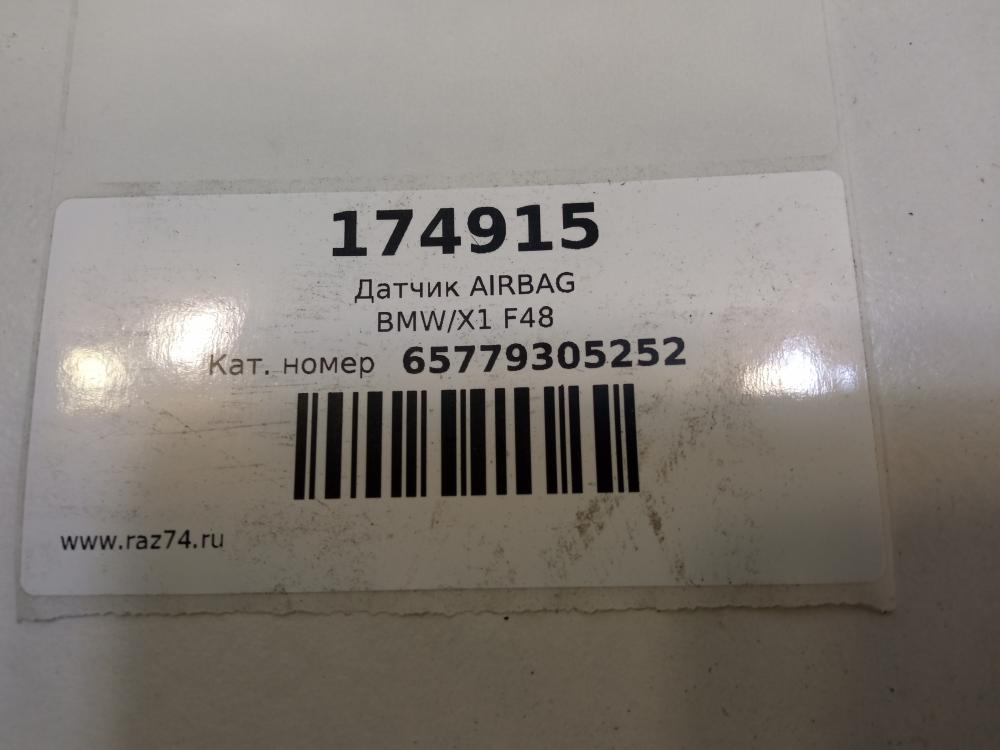 174915
Датчик AIRBAG
BMW/X1 F48
Кат. номер 65779305252
www.raz74.ru